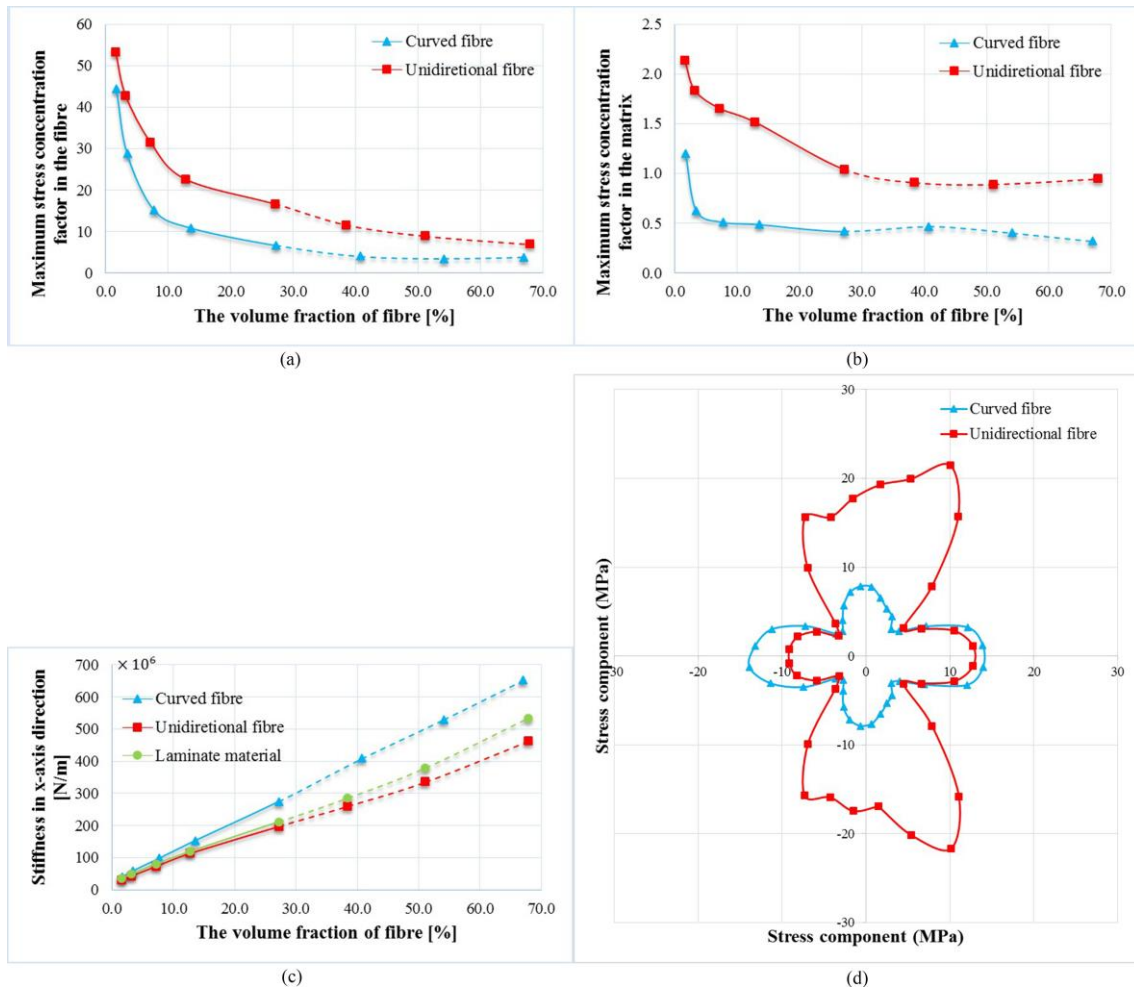 60
50
40
30
20
10
0
0.0 10.0 20.0 30.0 40.0 50.0 60.0 70.0
Maximum stress concentration
factor in the fibre
The volume fraction of fibre [%]
Curved fibre
Unidiretional fibre
(a)
2.5
2.0
1.5
1.0
0.5
0.0
0.0 10.0 20.0 30.0 40.0 50.0 60.0 70.0
Maximum stress concentration
factor in the matrix
The volume fraction of fibre [%]
Curved fibre
Unidiretional fibre
(b)
700
600
500
400
300
200
100
0
× 10⁶
0.0 10.0 20.0 30.0 40.0 50.0 60.0 70.0
Stiffness in x-axis direction
[N/m]
The volume fraction of fibre [%]
Curved fibre
Unidiretional fibre
Laminate material
(c)
30
20
10
0
-10
-20
-30
-30 -20 -10 0 10 20 30
Stress component (MPa)
Stress component (MPa)
Curved fibre
Unidirectional fibre
(d)